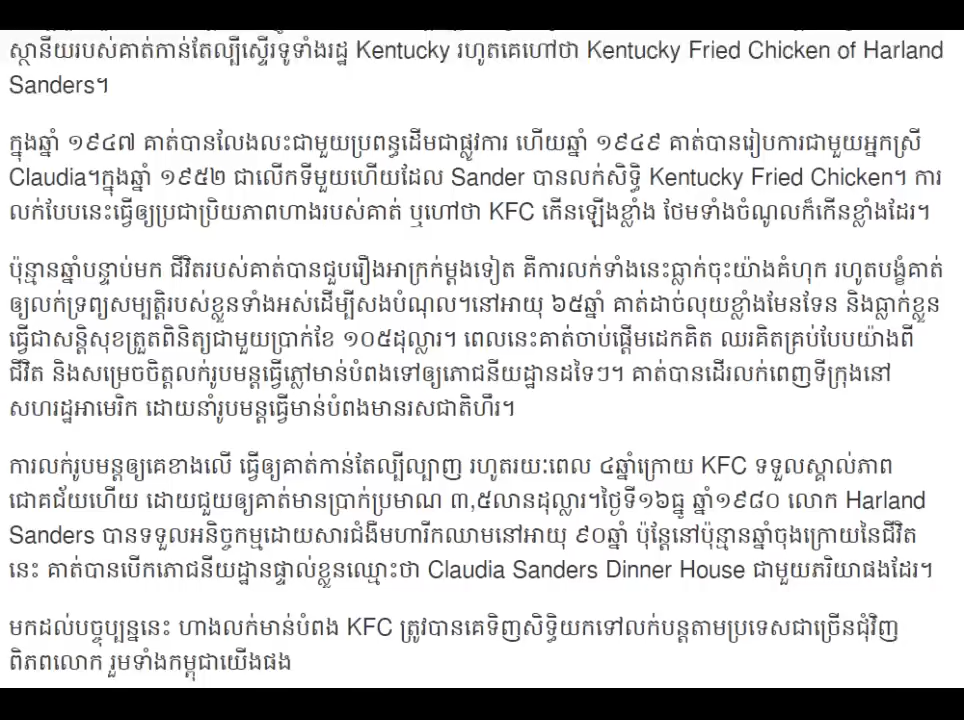 ស្ថានីយរបស់គាត់កាន់តែល្បីស្ទើរទូទាំងរដ្ឋ Kentucky រហូតគេហៅថា Kentucky Fried Chicken of Harland
Sanders។
ក្នុងឆ្នាំ ១៩៤៧ គាត់បានលែងលះជាមួយប្រពន្ធដើមជាផ្លូវការ ហើយឆ្នាំ ១៩៤៩ គាត់បានរៀបការជាមួយអ្នកស្រី
Claudia។ក្នុងឆ្នាំ ១៩៥២ ជាលើកទីមួយហើយដែល Sander បានលក់សិទ្ធិ Kentucky Fried Chicken។ ការ
លក់បែបនេះធ្វើឲ្យប្រជាប្រិយភាពហាងរបស់គាត់ ឬហៅថា KFC កើនឡើងខ្លាំង ថែមទាំងចំណូលក៏កើនខ្លាំងដែរ។
ប៉ុន្មានឆ្នាំបន្ទាប់មក ជីវិតរបស់គាត់បានជួបរឿងអាក្រក់ម្តងទៀត គឺការលក់ទាំងនេះធ្លាក់ចុះយ៉ាងគំហុក រហូតបង្ខំគាត់
ឲ្យលក់ទ្រព្យសម្បត្តិរបស់ខ្លួនទាំងអស់ដើម្បីសងបំណុល។នៅអាយុ ៦៥ឆ្នាំ គាត់ដាច់លុយខ្លាំងមែនទែន និងធ្លាក់ខ្លួន
ធ្វើជាសន្តិសុខត្រួតពិនិត្យជាមួយប្រាក់ខែ ១០៥ដុល្លារ។ ពេលនេះគាត់ចាប់ផ្តើមដេកគិត ឈរគិតគ្រប់បែបយ៉ាងពី
ជីវិត និងសម្រេចចិត្តលក់រូបមន្តធ្វើភ្លៅមាន់បំពងទៅឲ្យភោជនីយដ្ឋានដទៃៗ។ គាត់បានដើរលក់ពេញទីក្រុងនៅ
សហរដ្ឋអាមេរិក ដោយនាំរូបមន្តធ្វើមាន់បំពងមានរសជាតិហឹរ។
ការលក់រូបមន្តឲ្យគេខាងលើ ធ្វើឲ្យគាត់កាន់តែល្បីល្បាញ រហូតរយៈពេល ៤ឆ្នាំក្រោយ KFC ទទួលស្គាល់ភាព
ជោគជ័យហើយ ដោយជួយឲ្យគាត់មានប្រាក់ប្រមាណ ៣,៥លានដុល្លារ។ថ្ងៃទី១៦ធ្នូ ឆ្នាំ១៩៨០ លោក Harland
Sanders បានទទួលអនិច្ចកម្មដោយសារជំងឺមហារីកឈាមនៅអាយុ ៩០ឆ្នាំ ប៉ុន្តែនៅប៉ុន្មានឆ្នាំចុងក្រោយនៃជីវិត
នេះ គាត់បានបើកភោជនីយដ្ឋានផ្ទាល់ខ្លួនឈ្មោះថា Claudia Sanders Dinner House ជាមួយភរិយាផងដែរ។
មកដល់បច្ចុប្បន្ននេះ ហាងលក់មាន់បំពង KFC ត្រូវបានគេទិញសិទ្ធិយកទៅលក់បន្តតាមប្រទេសជាច្រើនជុំវិញ
ពិភពលោក រួមទាំងកម្ពុជាយើងផង